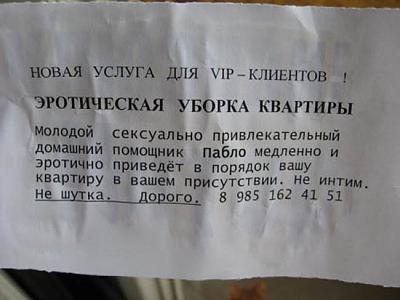 НОВАЯ УСЛУГА ДЛЯ VIP – КЛИЕНТОВ !
ЭРОТИЧЕСКАЯ УБОРКА КВАРТИРЫ
Молодой сексуально привлекательный
домашний помощник Пабло медленно и
эротично приведёт в порядок вашу
квартиру в вашем присутствии. Не интим.
Не шутка. Дорого. 8 985 162 41 51